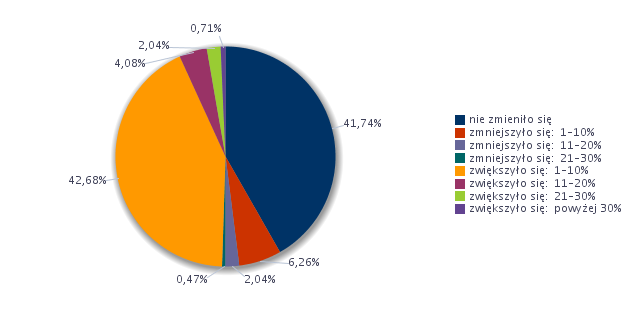 0,71%
2,04%
4,08%
41,74%
42,68%
6,26%
0,47%
2,04%
nie zmieniło się
zmniejszyło się: 1-10%
zmniejszyło się: 11-20%
zmniejszyło się: 21-30%
zwiększyło się: 1-10%
zwiększyło się: 11-20%
zwiększyło się: 21-30%
zwiększyło się: powyżej 30%